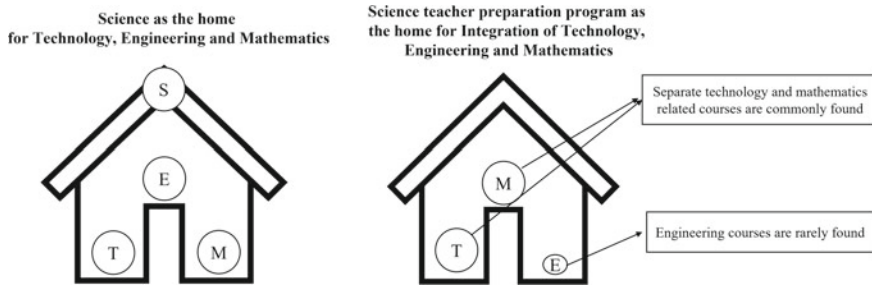 Science as the home
for Technology, Engineering and Mathematics
S
E
T
M
Science teacher preparation program as
the home for Integration of Technology,
Engineering and Mathematics
M
T
E
Separate technology and mathematics
related courses are commonly found
Engineering courses are rarely found